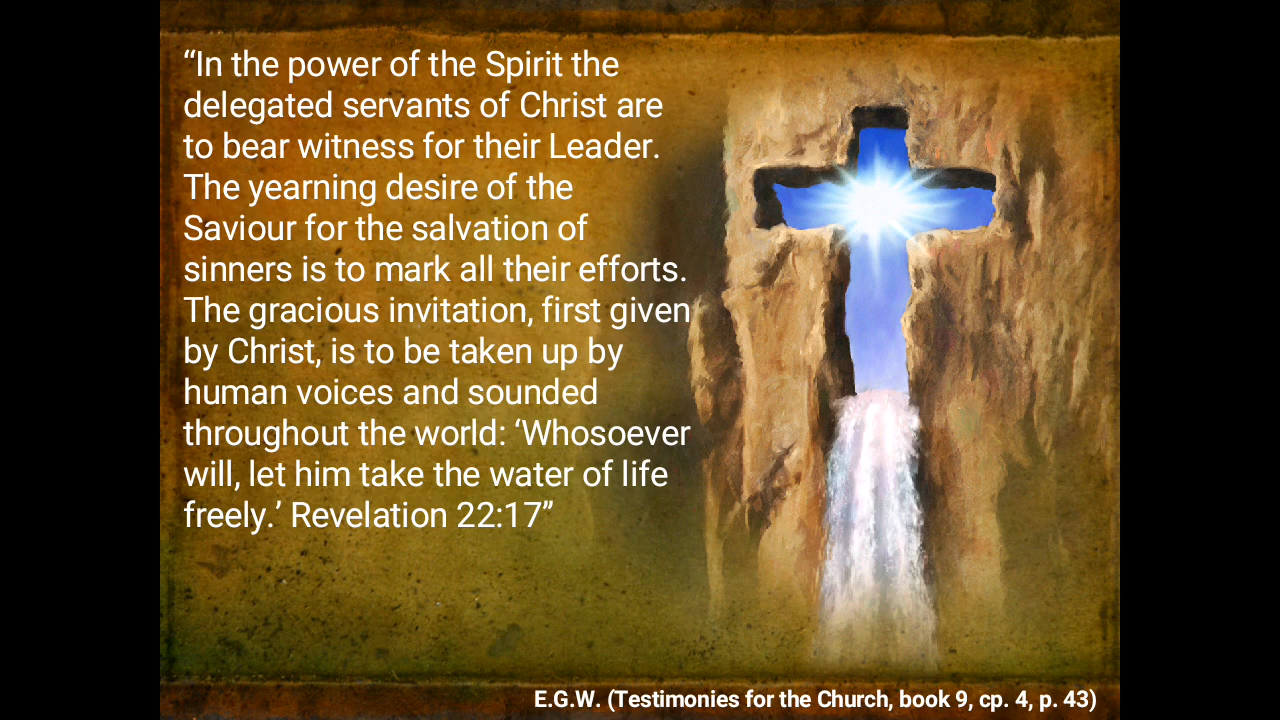 “In the power of the Spirit the
delegated servants of Christ are
to bear witness for their Leader.
The yearning desire of the
Saviour for the salvation of
sinners is to mark all their efforts.
The gracious invitation, first given
by Christ, is to be taken up by
human voices and sounded
throughout the world: ‘Whosoever
will, let him take the water of life
freely.’ Revelation 22:17”
E.G.W. (Testimonies for the Church, book 9, cp. 4, p. 43)